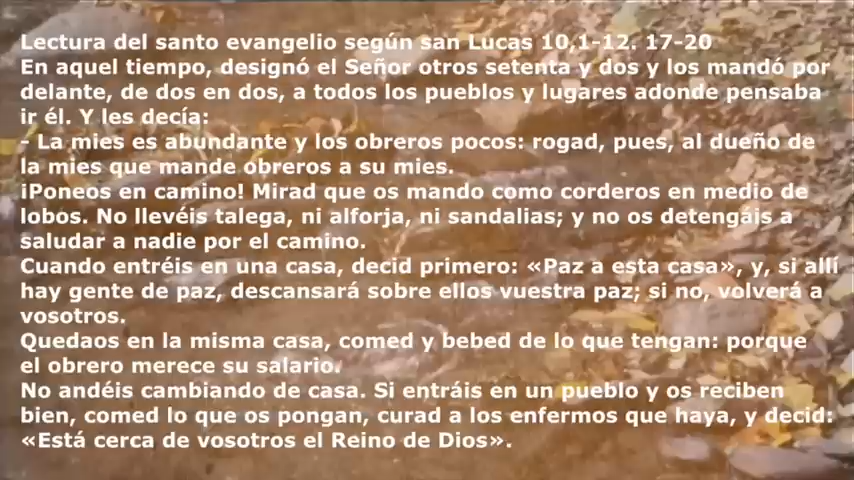 Lectura del santo evangelio según san Lucas 10,1-12. 17-20
En aquel tiempo, designó el Señor otros setenta y dos y los mandó por
delante, de dos en dos, a todos los pueblos y lugares adonde pensaba
ir él. Y les decía:
- La mies es abundante y los obreros pocos: rogad, pues, al dueño de
la mies que mande obreros a su mies.
¡Poneos en camino! Mirad que os mando como corderos en medio de
lobos. No llevéis talega, ni alforja, ni sandalias; y no os detengáis a
saludar a nadie por el camino.
Cuando entréis en una casa, decid primero: «Paz a esta casa», y, si allí
hay gente de paz, descansará sobre ellos vuestra paz; si no, volverá a
vosotros.
Quedaos en la misma casa, comed y bebed de lo que tengan: porque
el obrero merece su salario.
No andéis cambiando de casa. Si entráis en un pueblo y os reciben
bien, comed lo que os pongan, curad a los enfermos que haya, y decid:
«Está cerca de vosotros el Reino de Dios».